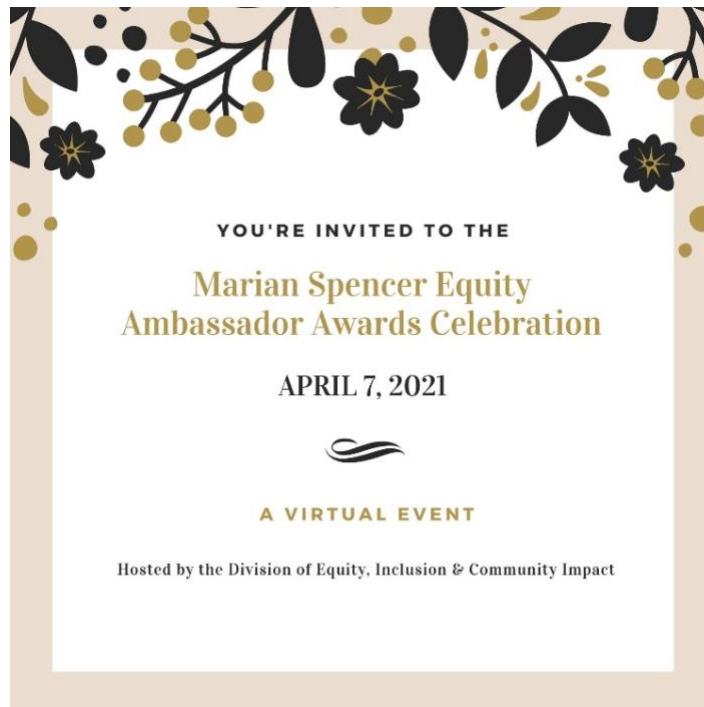 YOU'RE INVITED TO THE
Marian Spencer Equity
Ambassador Awards Celebration
APRIL 7, 2021
A VIRTUAL EVENT
Hosted by the Division of Equity, Inclusion & Community Impact